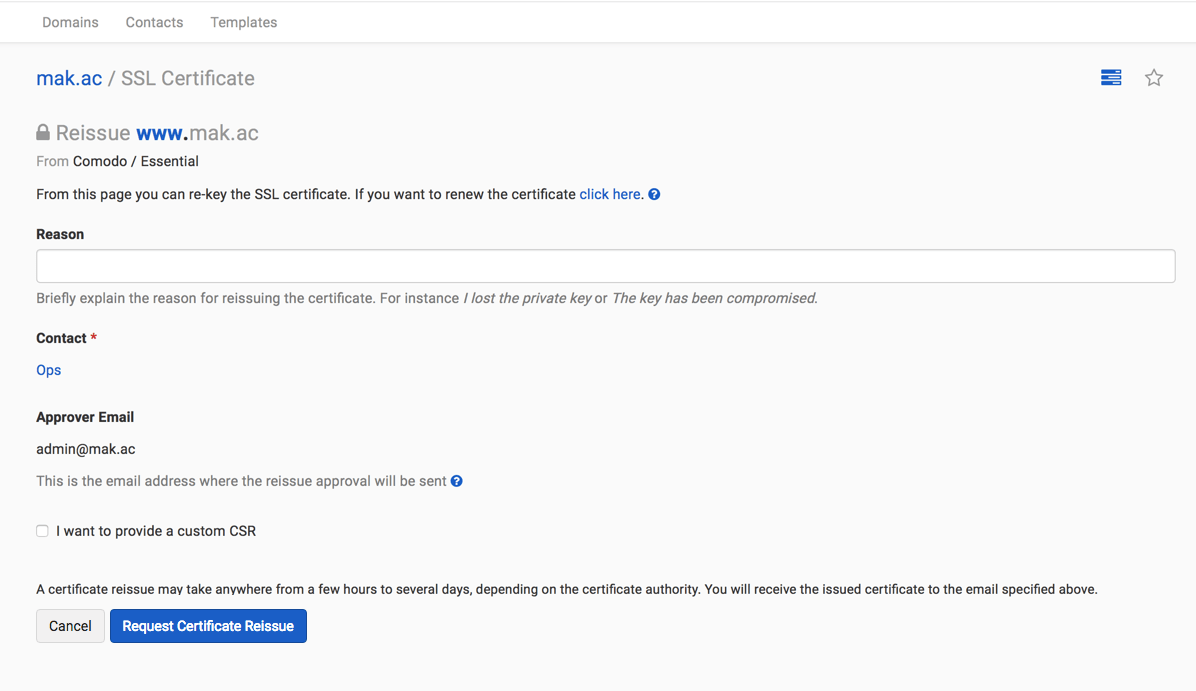 Domains Contacts Templates
mak.ac / SSL Certificate
Reissue www.mak.ac
From Comodo / Essential
From this page you can re-key the SSL certificate. If you want to renew the certificate click here. ?
Reason
Briefly explain the reason for reissuing the certificate. For instance I lost the private key or The key has been compromised.
Contact *
Ops
Approver Email
admin@mak.ac
This is the email address where the reissue approval will be sent ?
I want to provide a custom CSR
A certificate reissue may take anywhere from a few hours to several days, depending on the certificate authority. You will receive the issued certificate to the email specified above.
Cancel Request Certificate Reissue